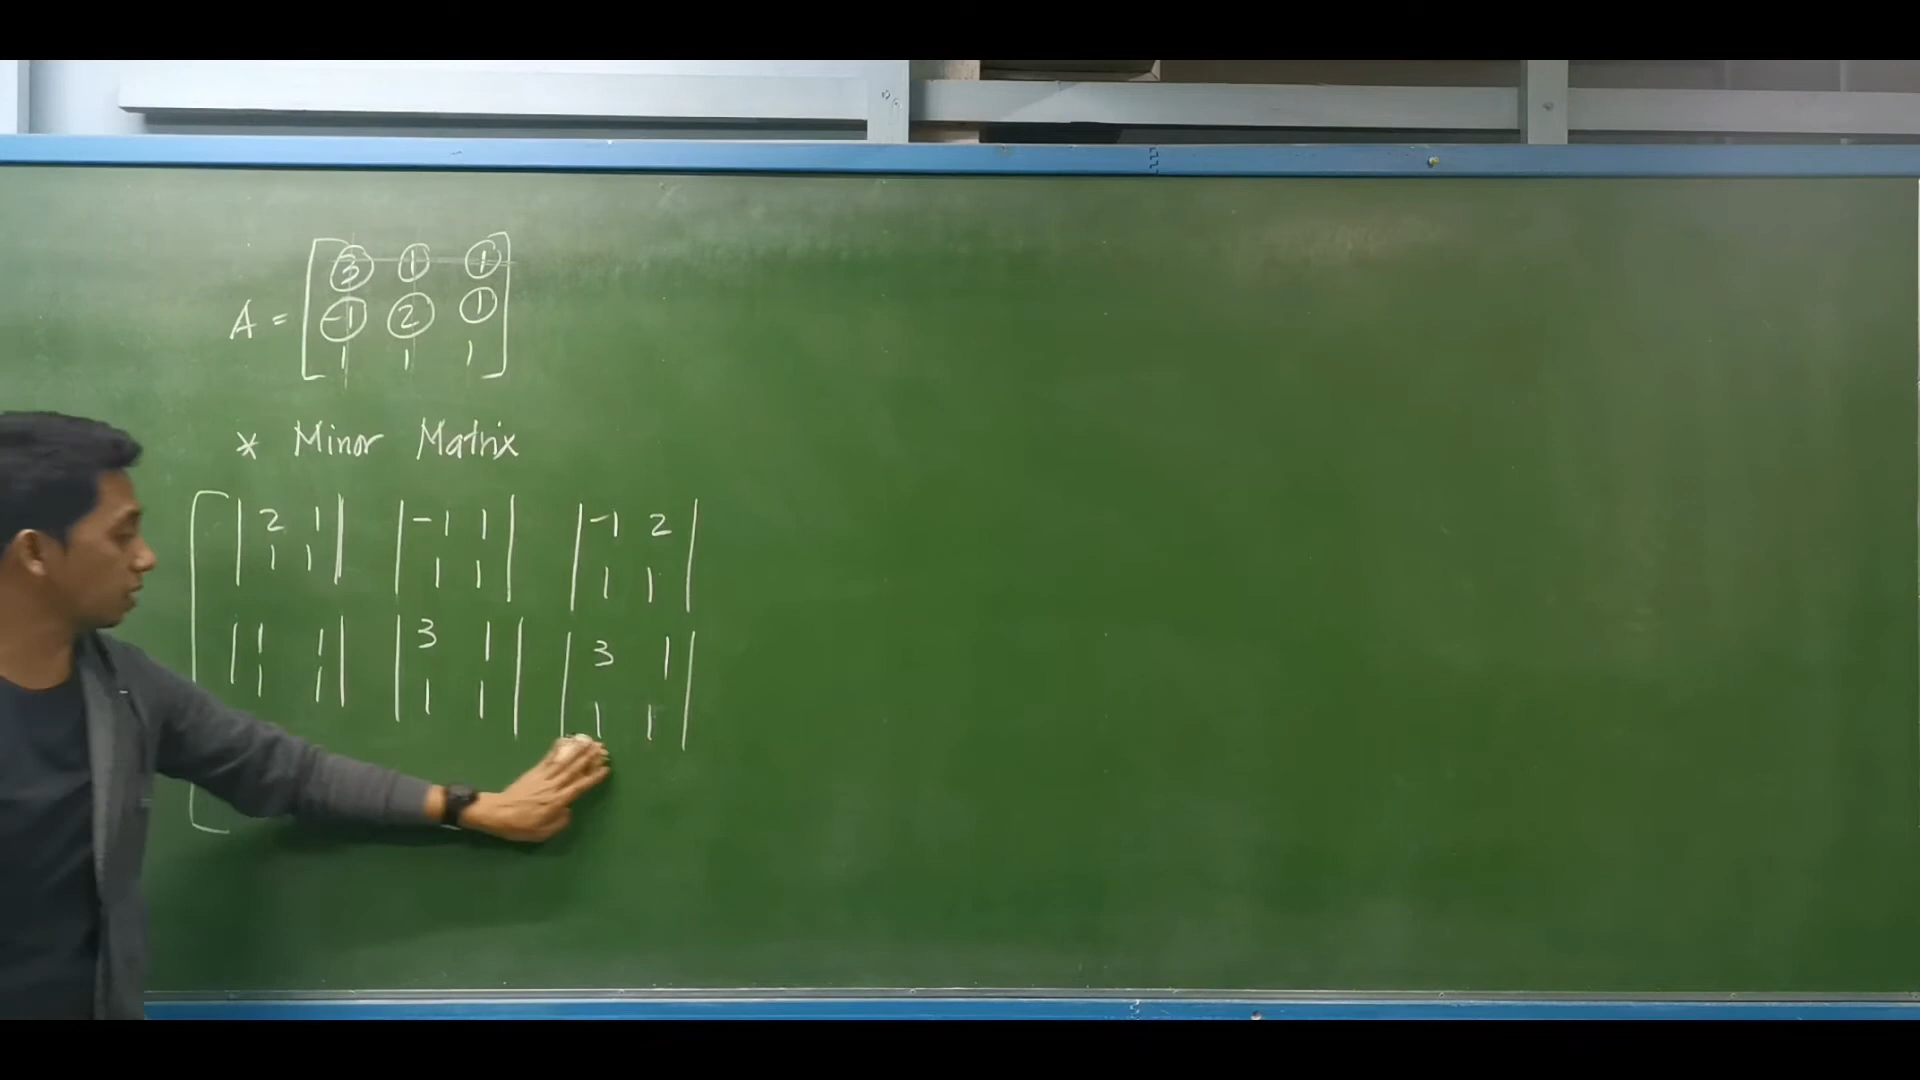 3 1 1
A = -1 2 1
1 1 1
* Minor Matrix
| 2 1 | | -1 1 | | -1 2 |
| 1 1 | | 1 1 | | 1 1 |
| 1 1 | | 3 1 | | 3 1 |
| 1 1 | | 1 1 | | 1 1 |